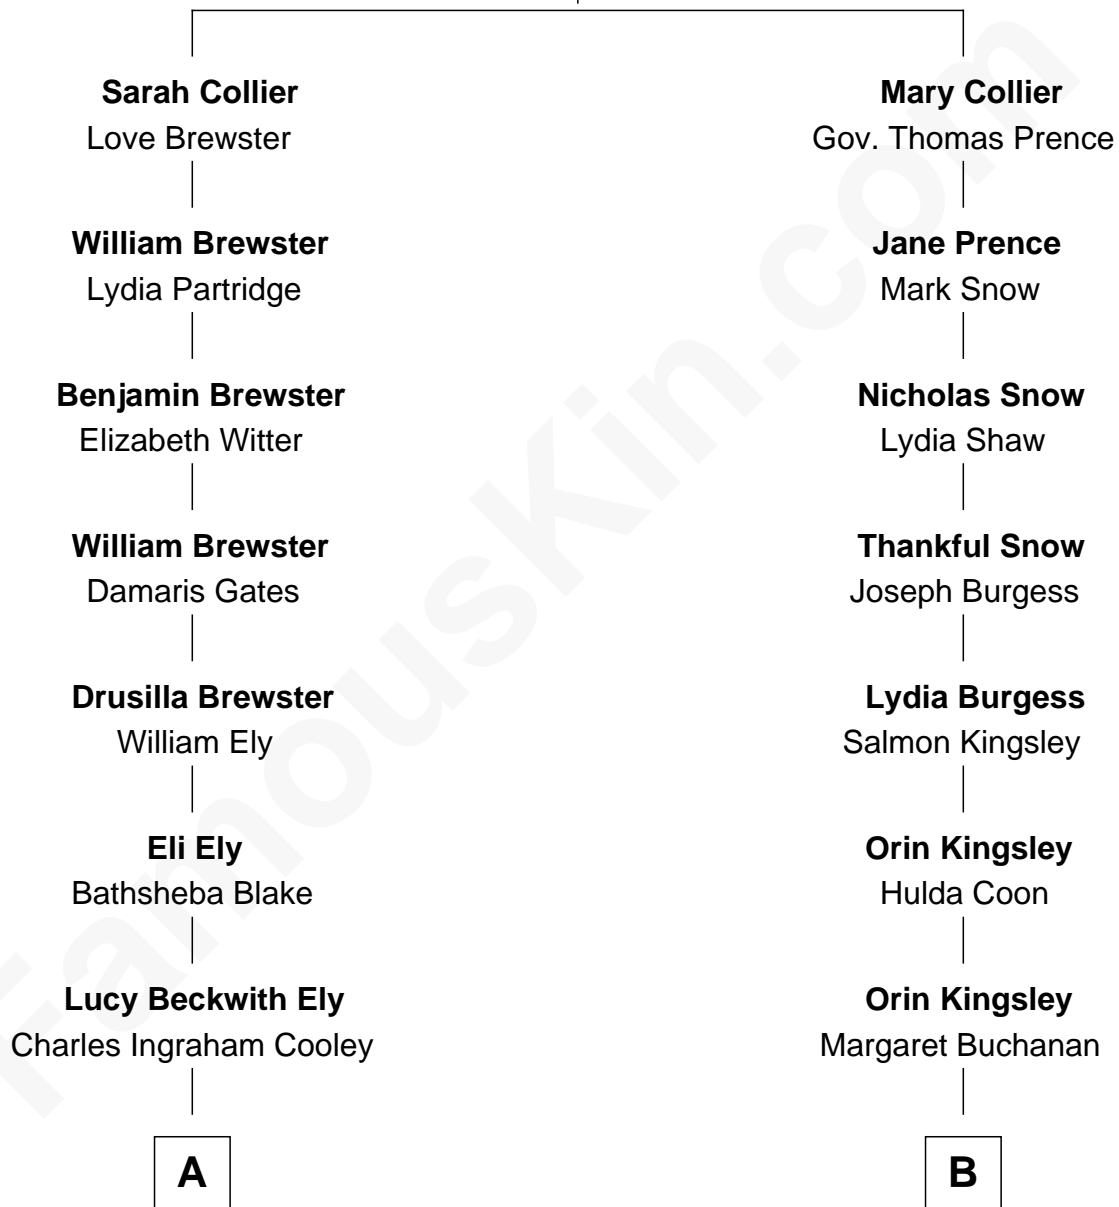 Sarah Collier
Love Brewster
William Brewster
Lydia Partridge
Benjamin Brewster
Elizabeth Witter
William Brewster
Damaris Gates
Drusilla Brewster
William Ely
Eli Ely
Bathsheba Blake
Lucy Beckwith Ely
Charles Ingraham Cooley
A
Mary Collier
Gov. Thomas Prence
Jane Prence
Mark Snow
Nicholas Snow
Lydia Shaw
Thankful Snow
Joseph Burgess
Lydia Burgess
Salmon Kingsley
Orin Kingsley
Hulda Coon
Orin Kingsley
Margaret Buchanan
B
FamousKin.com